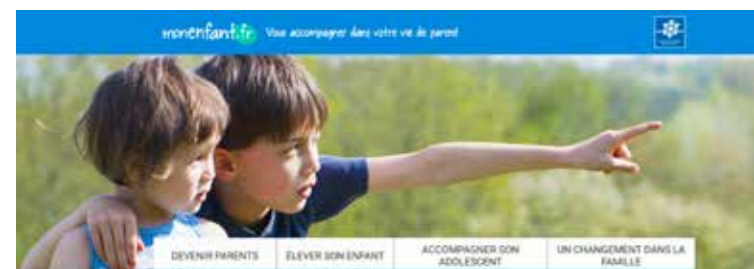 monenfant.fr Vous accompagner dans votre vie de parent
DEVENIR PARENTS
ÉLEVER SON ENFANT
ACCOMPAGNER SON
ADOLESCENT
UN CHANGEMENT DANS LA
FAMILLE